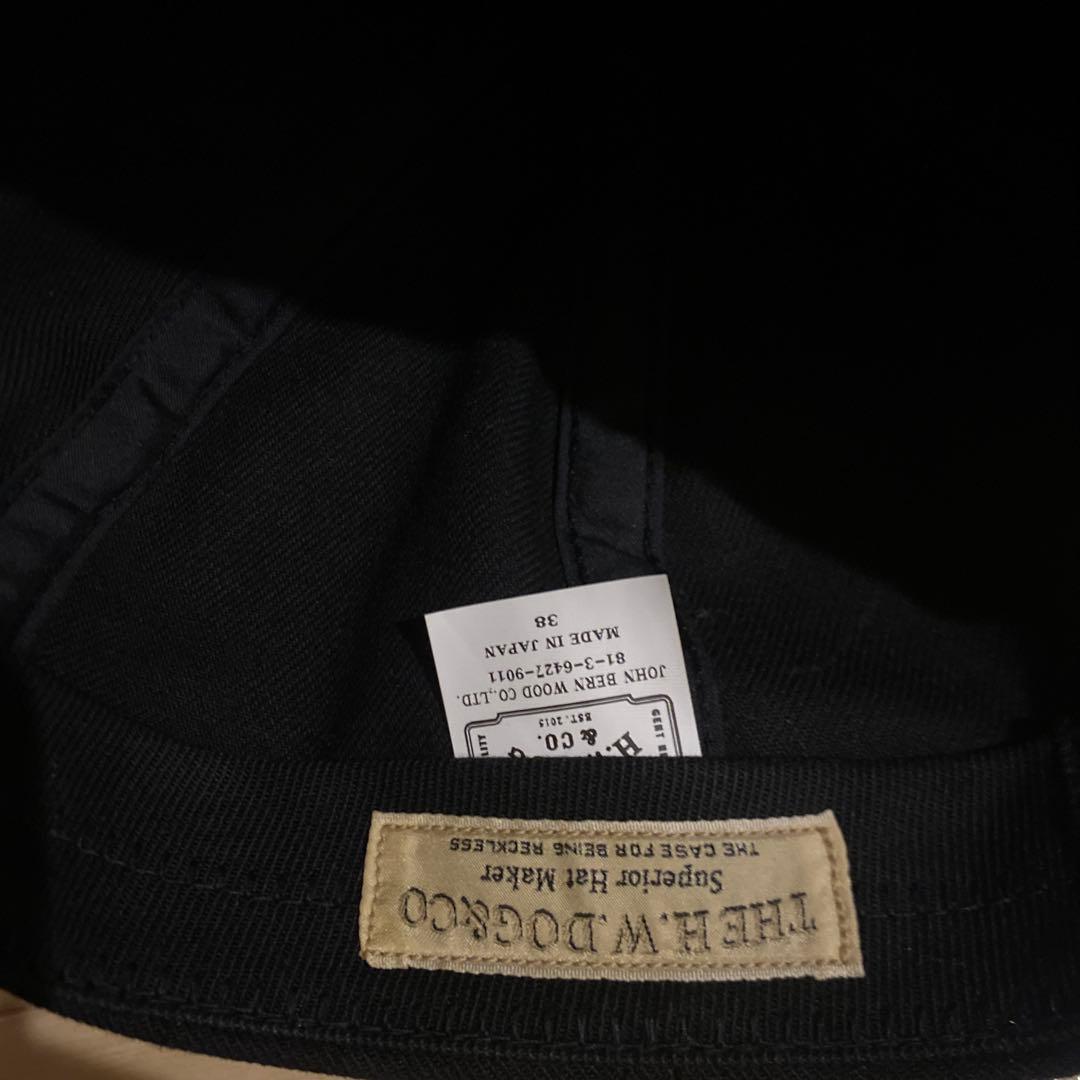 THE H.W.DOG&CO
Superior Hat Maker
THE CASE FOR BEING RECKLESS
& CO.
EST. 2015
JOHN BERN WOOD CO.,LTD.
81-3-6427-9011
MADE IN JAPAN
38